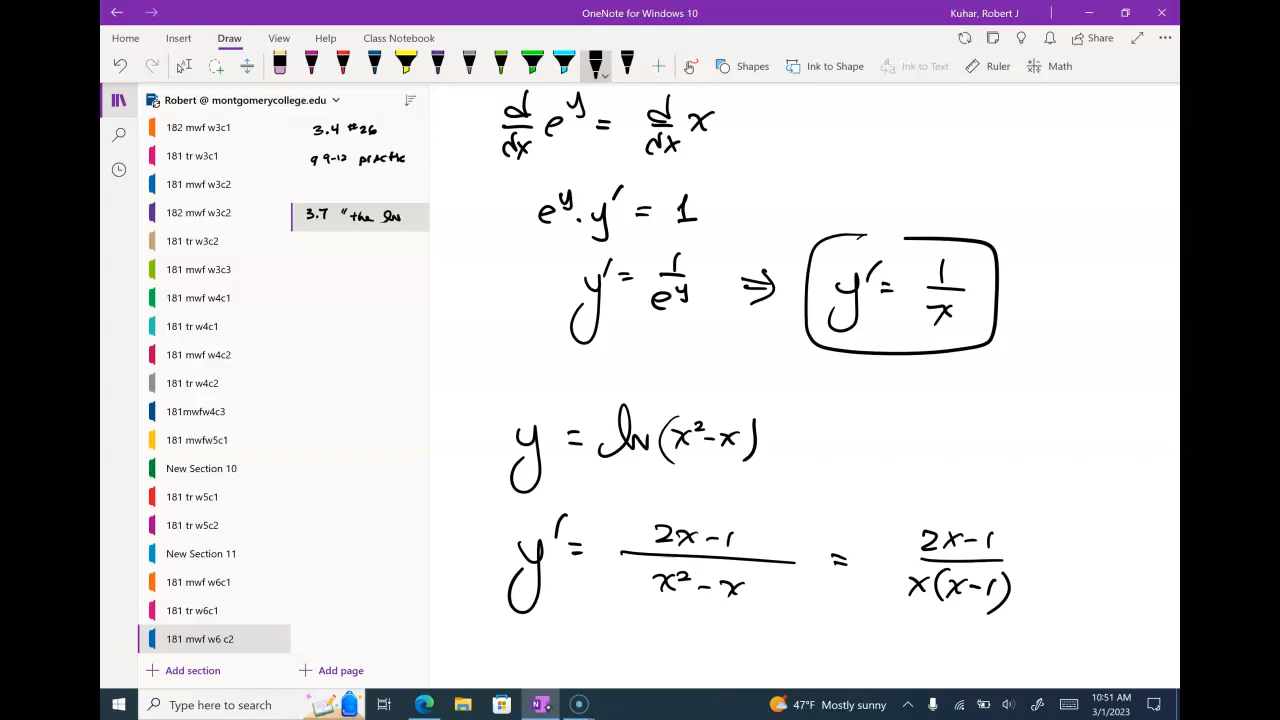 OneNote for Windows 10
Kuhar, Robert J
Home Insert Draw View Help Class Notebook
Share
Shapes Ink to Shape Ink to Text Ruler Math
Robert @ montgomerycollege.edu
182 mwf w3c1
181 tr w3c1
181 mwf w3c2
182 mwf w3c2
181 tr w3c2
181 mwf w3c3
181 mwf w4c1
181 tr w4c1
181 mwf w4c2
181 tr w4c2
181mwfw4c3
181 mwfw5c1
New Section 10
181 tr w5c1
181 tr w5c2
New Section 11
181 mwf w6c1
181 tr w6c1
181 mwf w6 c2
Add section
3.4 #26
9-12 practic
3.7 "the ln
Add page
d/dx e^y = d/dx x
e^y · y' = 1
y' = 1/e^y ⇒ y' = 1/x
y = ln(x² - x)
y' = (2x-1)/(x² - x) = (2x-1)/(x(x-1))
Type here to search
47°F Mostly sunny
10:51 AM
3/1/2023